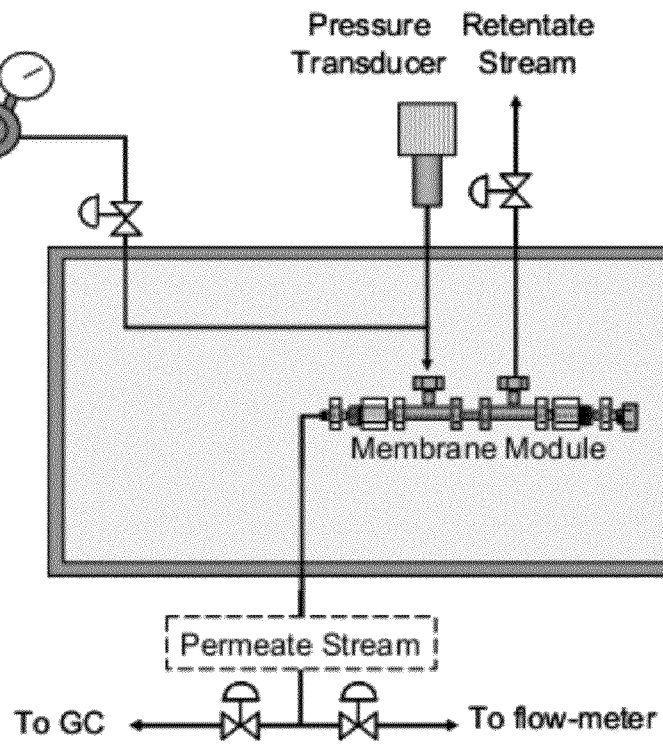 Pressure Retentate
Transducer Stream
Membrane Module
Permeate Stream
To GC
To flow-meter